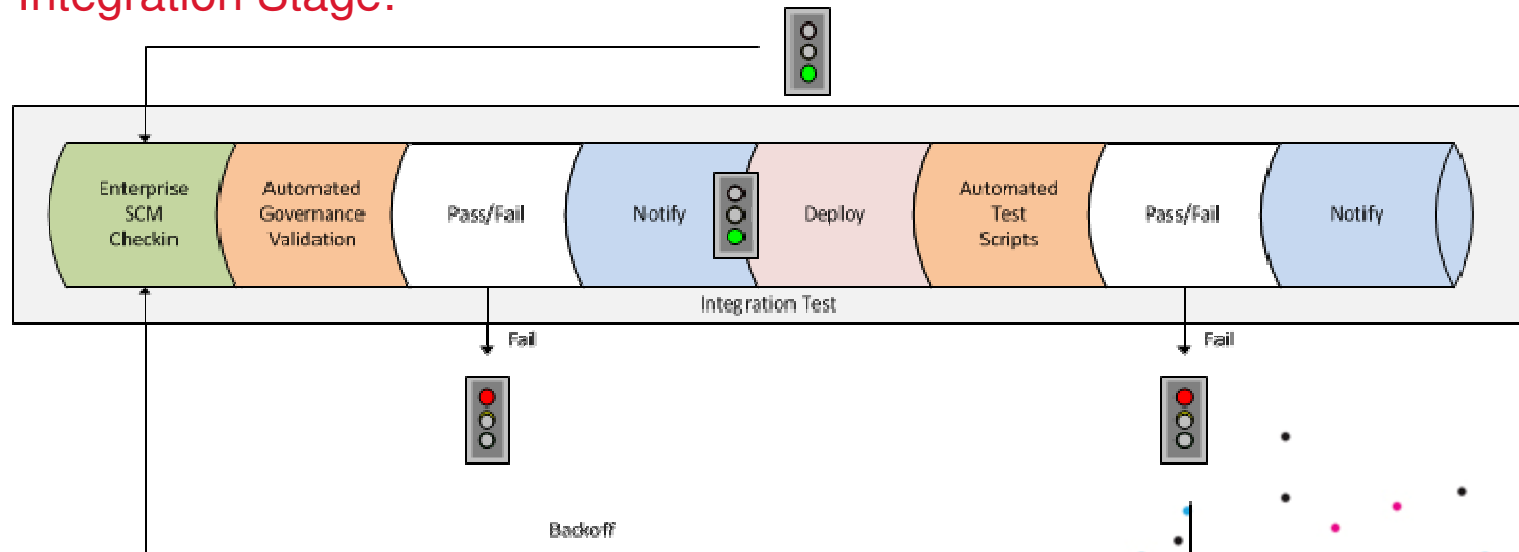 Integration Stage:
Enterprise
SCM
Checkin
Automated
Governance
Validation
Pass/Fail
Notify
Deploy
Automated
Test
Scripts
Pass/Fail
Notify
Integration Test
Fail
Fail
Backoff